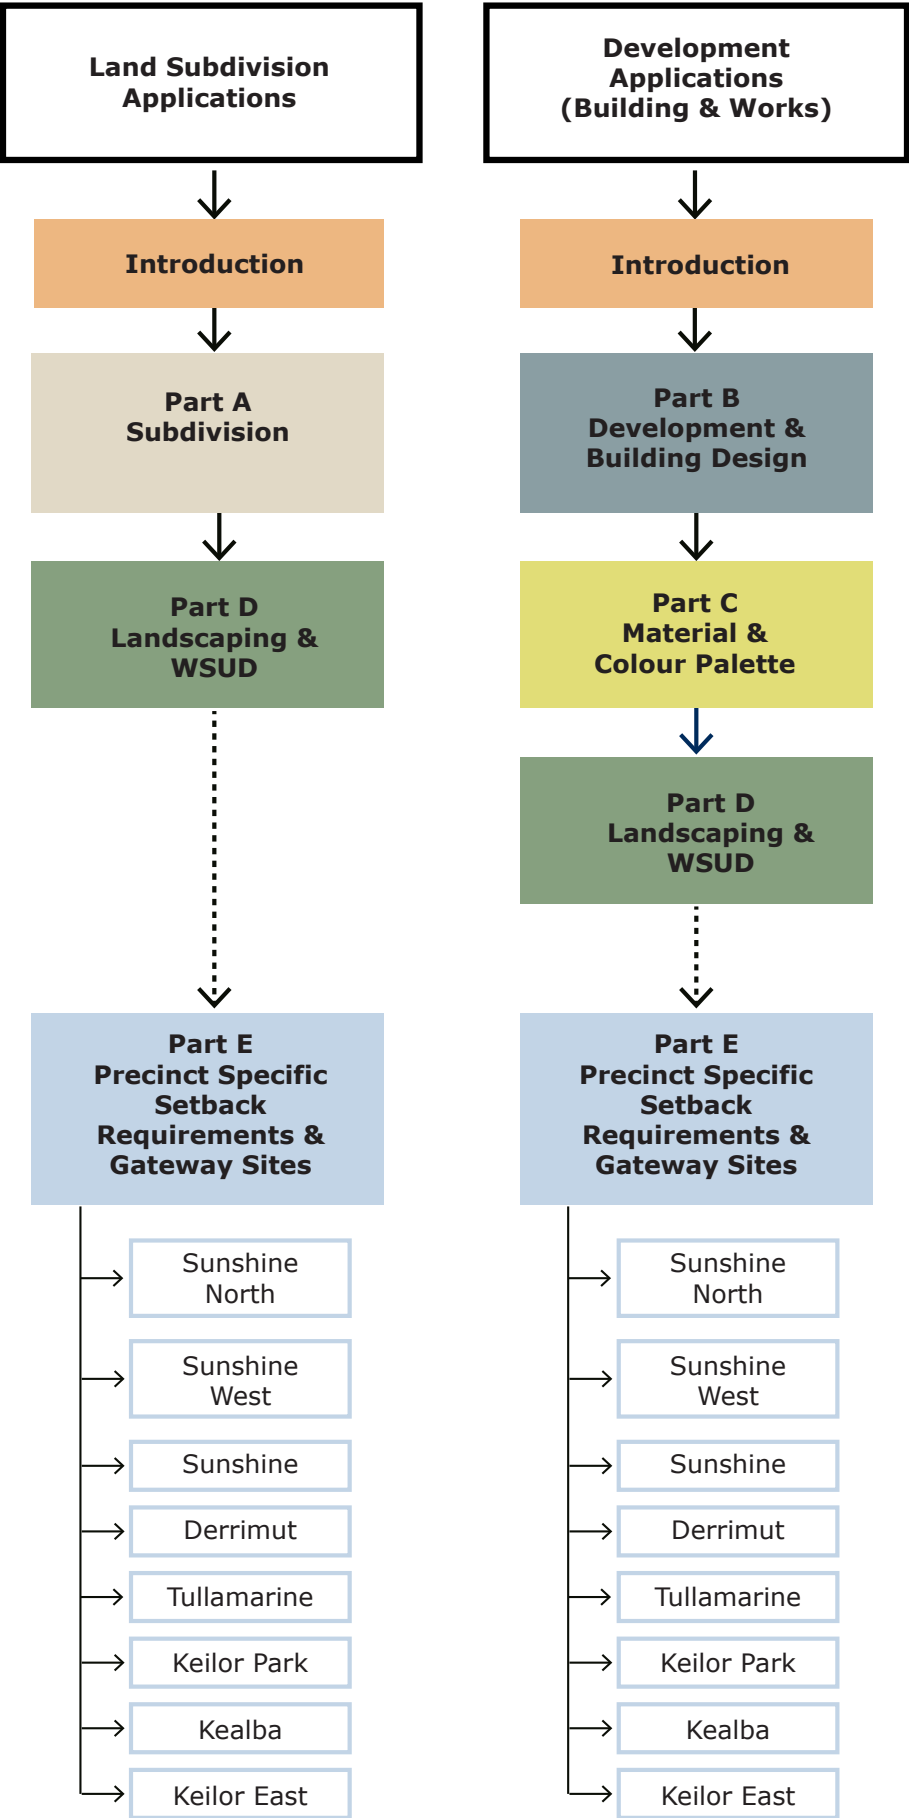 Land Subdivision
Applications
Introduction
Part A
Subdivision
Part D
Landscaping &
WSUD
Part E
Precinct Specific
Setback
Requirements &
Gateway Sites
Sunshine
North
Sunshine
West
Sunshine
Derrimut
Tullamarine
Keilor Park
Kealba
Keilor East
Development
Applications
(Building & Works)
Introduction
Part B
Development &
Building Design
Part C
Material &
Colour Palette
Part D
Landscaping &
WSUD
Part E
Precinct Specific
Setback
Requirements &
Gateway Sites
Sunshine
North
Sunshine
West
Sunshine
Derrimut
Tullamarine
Keilor Park
Kealba
Keilor East